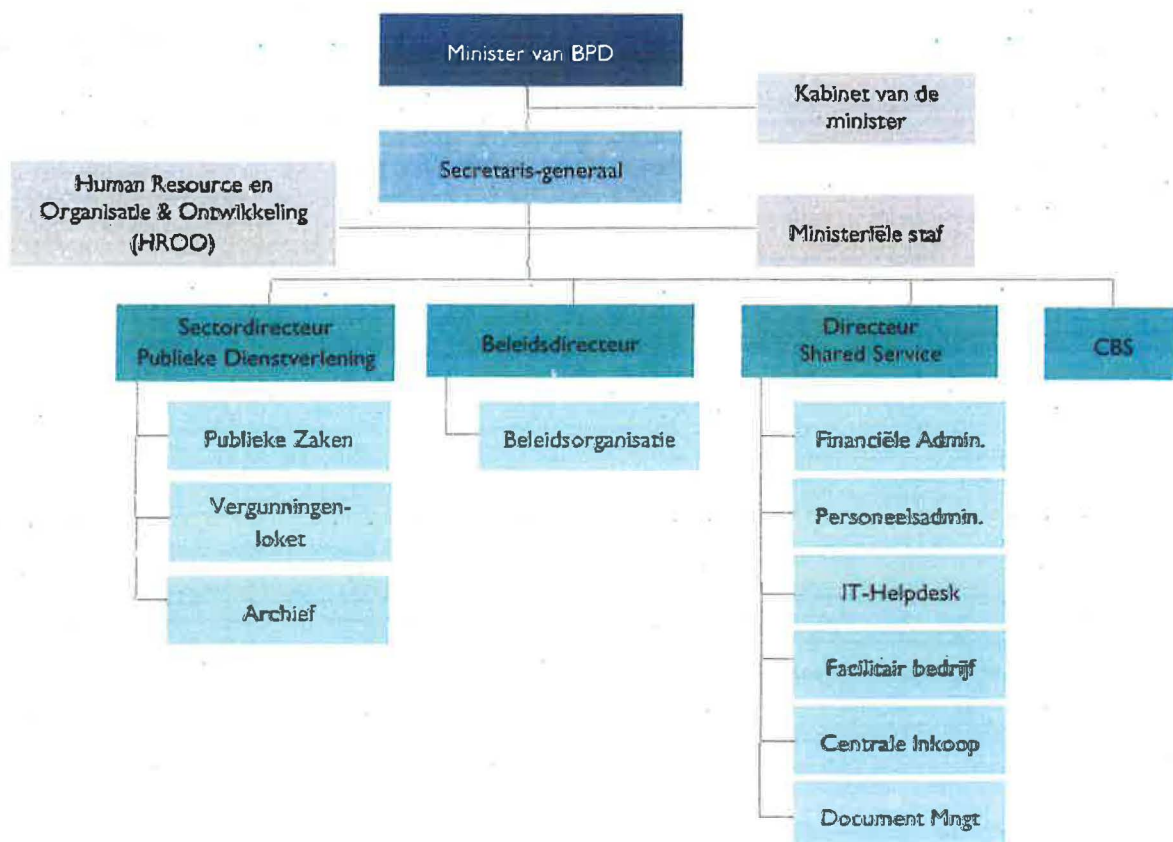 Minister van BPD
Kabinet van de
minister
Secretaris-generaal
Human Resource en
Organisatie & Ontwikkeling
(HROO)
Ministeriële staf
Sectordirecteur
Publieke Dienstverlening
Beleidsdirecteur
Directeur
Shared Service
CBS
Publieke Zaken
Vergunningen-
loket
Archief
Beleidsorganisatie
Financiële Admin.
Personeelsadmin.
IT-Helpdesk
Facilitair bedrijf
Centrale Inkoop
Document Mngt